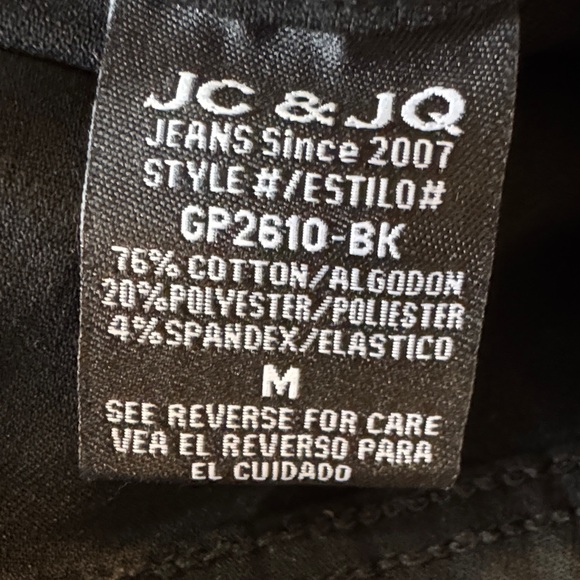 JC & JQ
JEANS Since 2007
STYLE #/ESTILO#
GP2610-BK
76% COTTON/ALGODON
20%POLYESTER/POLIESTER
4%SPANDEX/ELASTICO
M
SEE REVERSE FOR CARE
VEA EL REVERSO PARA
EL CUIDADO